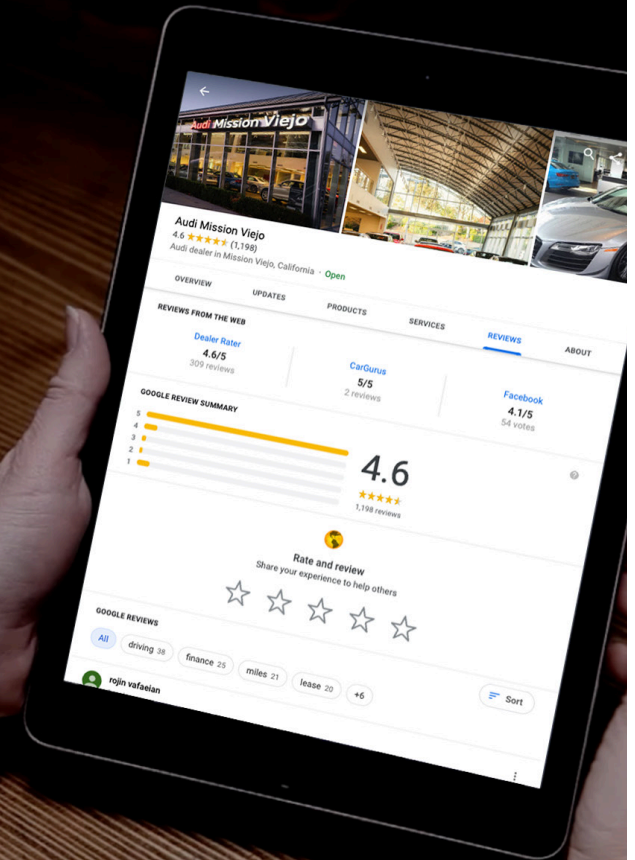 Audi Mission Viejo
Audi Mission Viejo
4.6 (1,198)
Audi dealer in Mission Viejo, California · Open
OVERVIEW UPDATES PRODUCTS SERVICES REVIEWS ABOUT
REVIEWS FROM THE WEB
Dealer Rater CarGurus Facebook
4.6/5 5/5 4.1/5
309 reviews 2 reviews 54 votes
GOOGLE REVIEW SUMMARY
5
4
3
2
1
4.6
1,198 reviews
Rate and review
Share your experience to help others
GOOGLE REVIEWS
All driving 38 finance 25 miles 21 lease 20 +6 Sort
rojin vafaeian